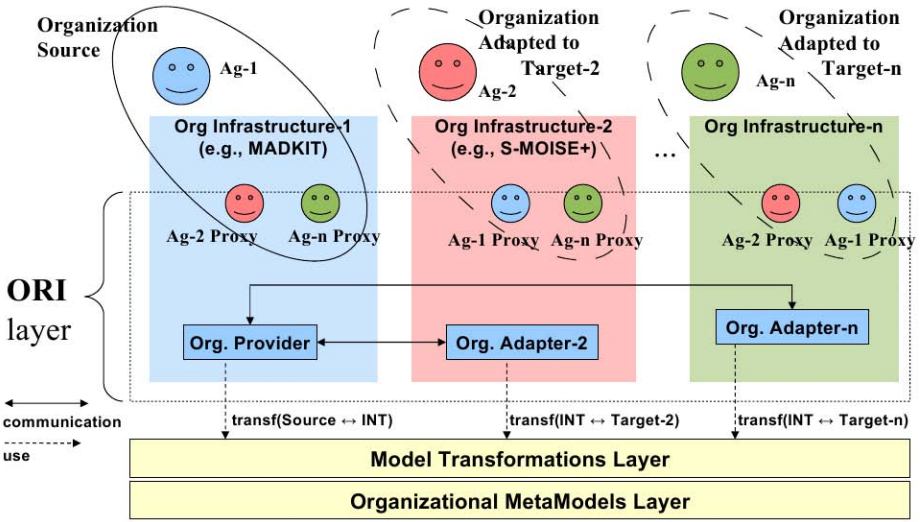 Organization
Source
Ag-1
Organization
Adapted to
Target-2
Ag-2
...
Organization
Adapted to
Target-n
Ag-n
Org Infrastructure-1
(e.g., MADKIT)
Org Infrastructure-2
(e.g., S-MOISE+)
Org Infrastructure-n
Ag-2 Proxy
Ag-n Proxy
Ag-1 Proxy
Ag-n Proxy
Ag-2 Proxy
Ag-1 Proxy
ORI
layer
Org. Provider
Org. Adapter-2
Org. Adapter-n
communication
use
transf(Source ↔ INT)
transf(INT ↔ Target-2)
transf(INT ↔ Target-n)
Model Transformations Layer
Organizational MetaModels Layer